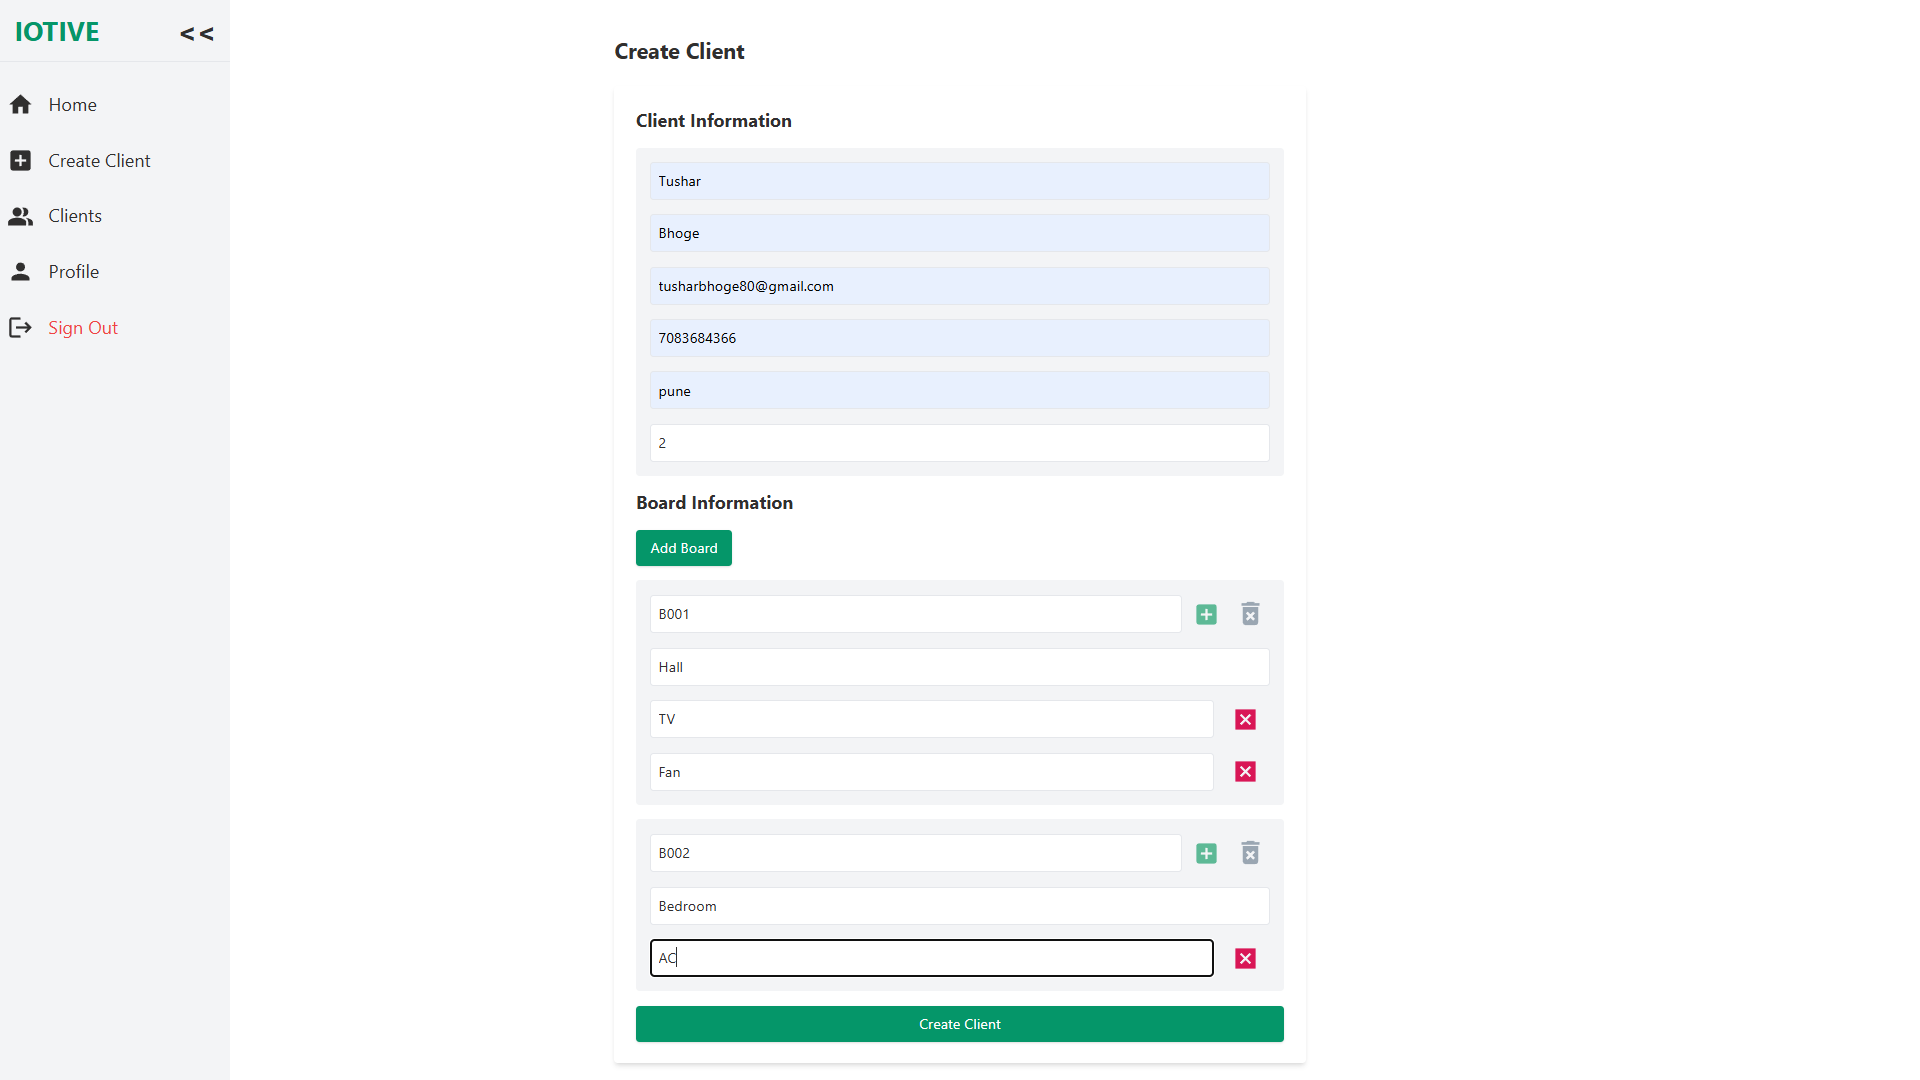 IOTIVE <<
Home
Create Client
Clients
Profile
Sign Out
Create Client
Client Information
Tushar
Bhoge
tusharbhoge80@gmail.com
7083684366
pune
2
Board Information
Add Board
B001
Hall
TV
Fan
B002
Bedroom
AC
Create Client